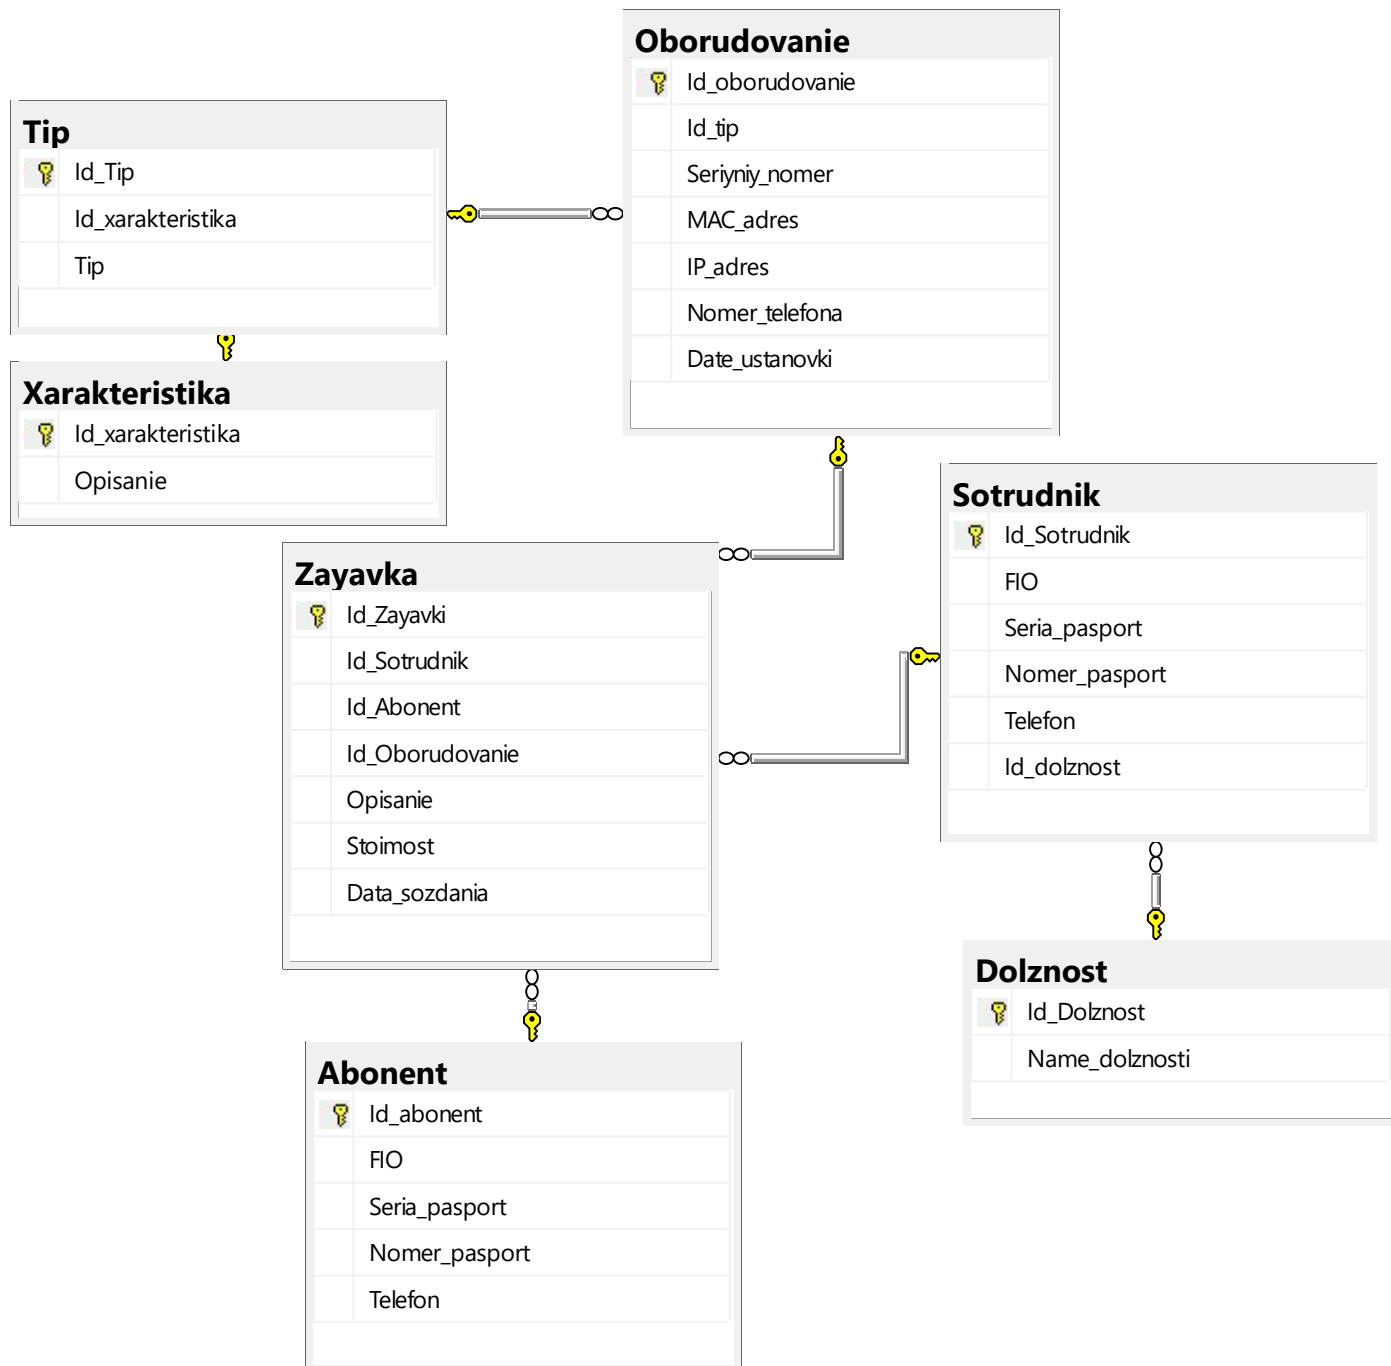 Oborudovanie
Id_oborudovanie
Id_tip
Seriyniy_nomer
MAC_adres
IP_adres
Nomer_telefona
Date_ustanovki
Tip
Id_Tip
Id_xarakteristika
Tip
Xarakteristika
Id_xarakteristika
Opisanie
Sotrudnik
Id_Sotrudnik
FIO
Seria_pasport
Nomer_pasport
Telefon
Id_dolznost
Zayavka
Id_Zayavki
Id_Sotrudnik
Id_Abonent
Id_Oborudovanie
Opisanie
Stoimost
Data_sozdania
Dolznost
Id_Dolznost
Name_dolznosti
Abonent
Id_abonent
FIO
Seria_pasport
Nomer_pasport
Telefon